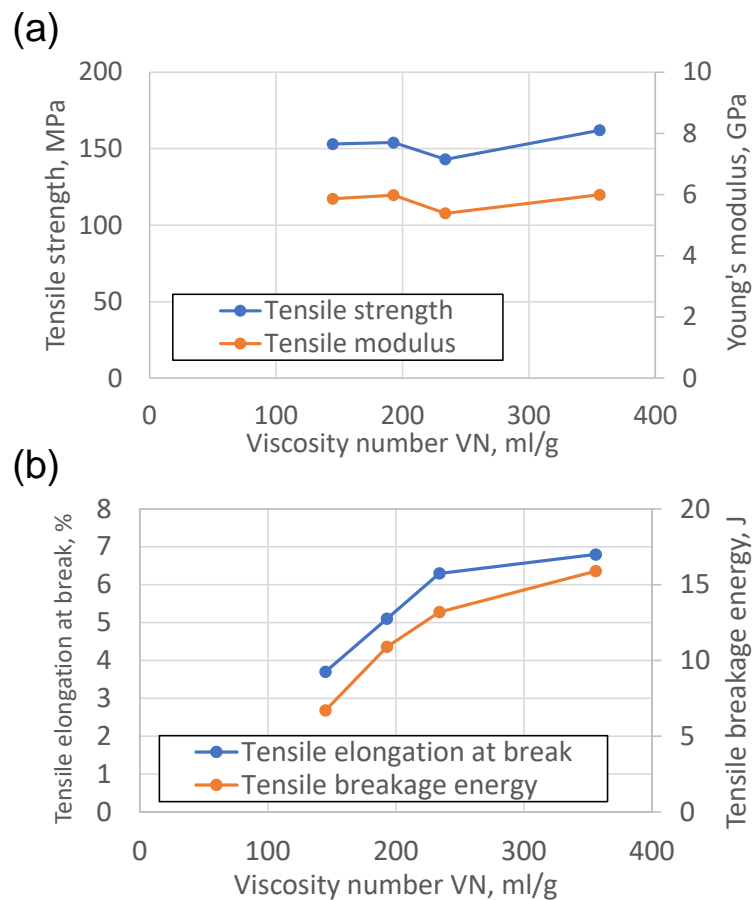 (a)
Tensile strength, MPa
200
150
100
50
0
Young's modulus, GPa
10
8
6
4
2
0
Tensile strength
Tensile modulus
0 100 200 300 400
Viscosity number VN, ml/g
(b)
Tensile elongation at break, %
8
7
6
5
4
3
2
1
0
Tensile breakage energy, J
20
15
10
5
0
Tensile elongation at break
Tensile breakage energy
0 100 200 300 400
Viscosity number VN, ml/g